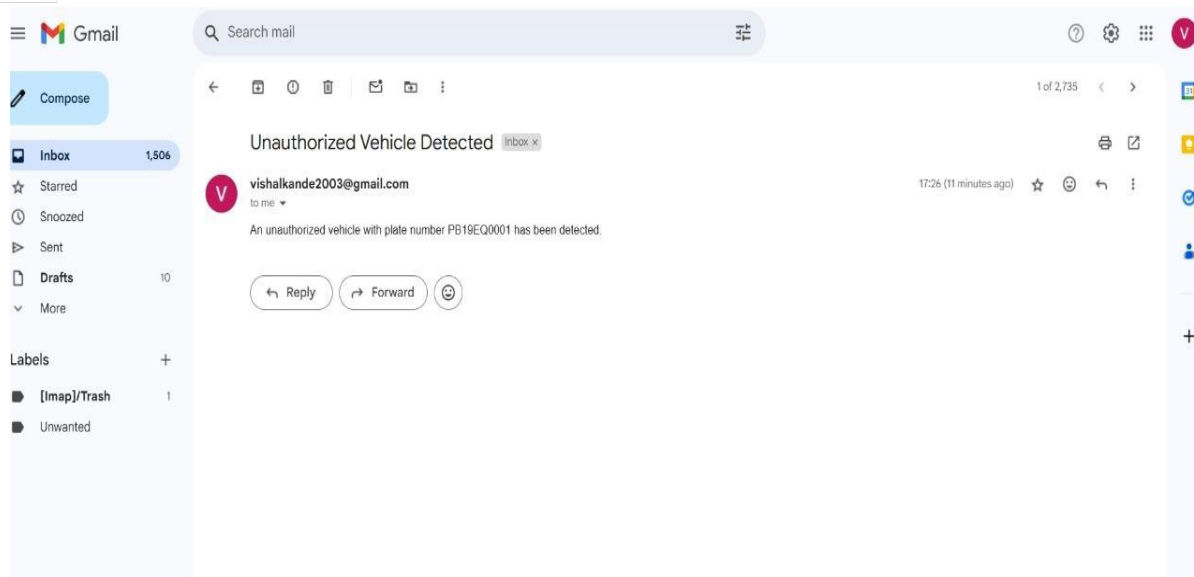 Gmail
Search mail
Compose
1 of 2,735
Unauthorized Vehicle Detected Inbox ×
Inbox 1,506
Starred
vishalkande2003@gmail.com 17:26 (11 minutes ago)
to me
Snoozed
An unauthorized vehicle with plate number PB19EQ0001 has been detected.
Sent
Drafts 10
Reply Forward
More
Labels +
[Imap]/Trash 1
Unwanted
V
V
31